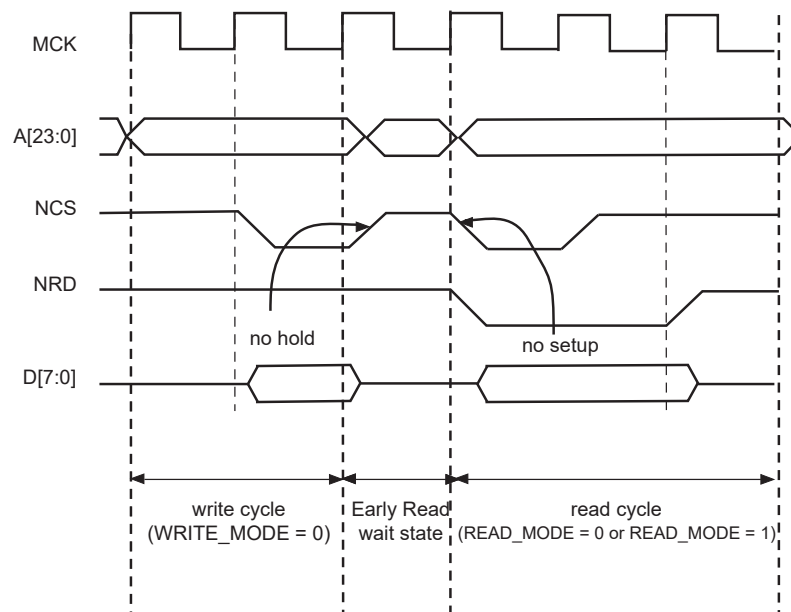 MCK
A[23:0]
NCS
NRD
no hold
no setup
D[7:0]
write cycle
(WRITE_MODE = 0)
Early Read
wait state
read cycle
(READ_MODE = 0 or READ_MODE = 1)